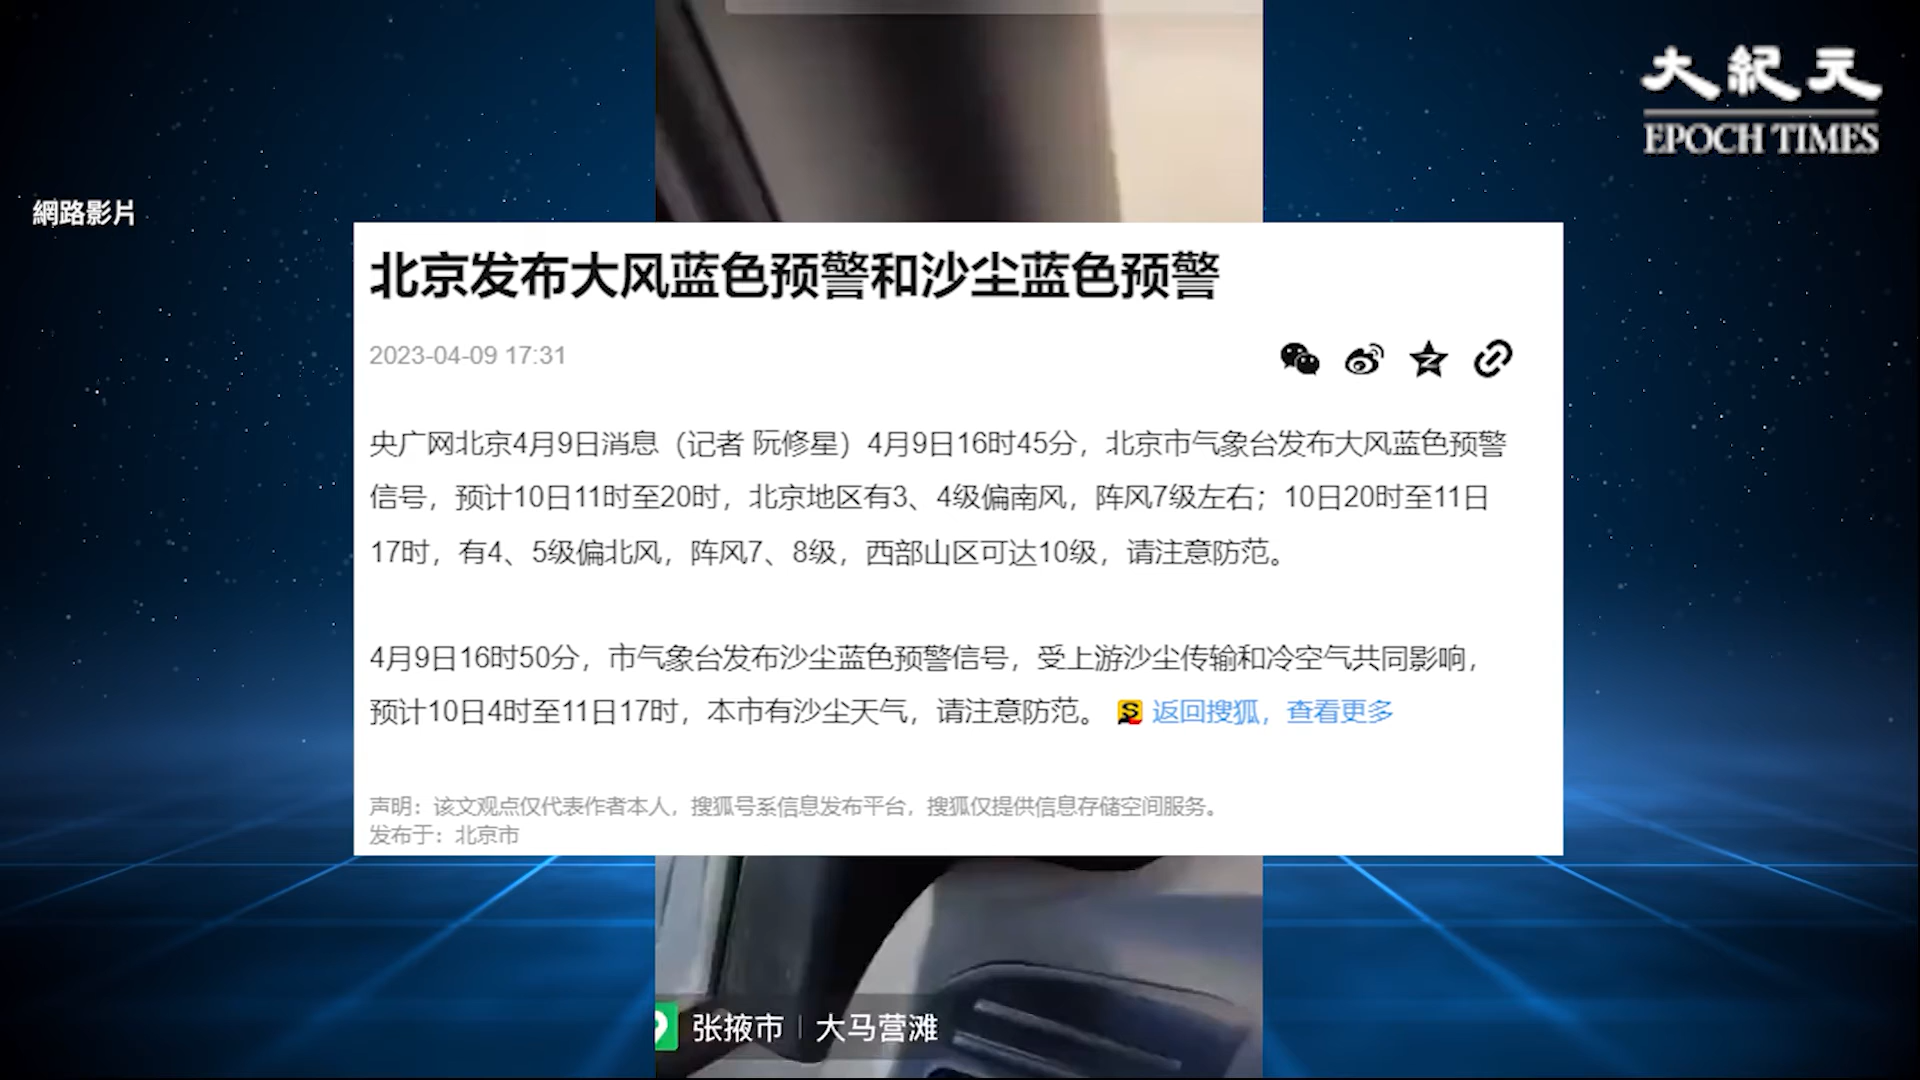 大紀元
EPOCH TIMES
網路影片
北京发布大风蓝色预警和沙尘蓝色预警
2023-04-09 17:31
央广网北京4月9日消息（记者 阮修星）4月9日16时45分，北京市气象台发布大风蓝色预警
信号，预计10日11时至20时，北京地区有3、4级偏南风，阵风7级左右；10日20时至11日
17时，有4、5级偏北风，阵风7、8级，西部山区可达10级，请注意防范。
4月9日16时50分，市气象台发布沙尘蓝色预警信号，受上游沙尘传输和冷空气共同影响，
预计10日4时至11日17时，本市有沙尘天气，请注意防范。 返回搜狐，查看更多
声明：该文观点仅代表作者本人，搜狐号系信息发布平台，搜狐仅提供信息存储空间服务。
发布于：北京市
张掖市 | 大马营滩